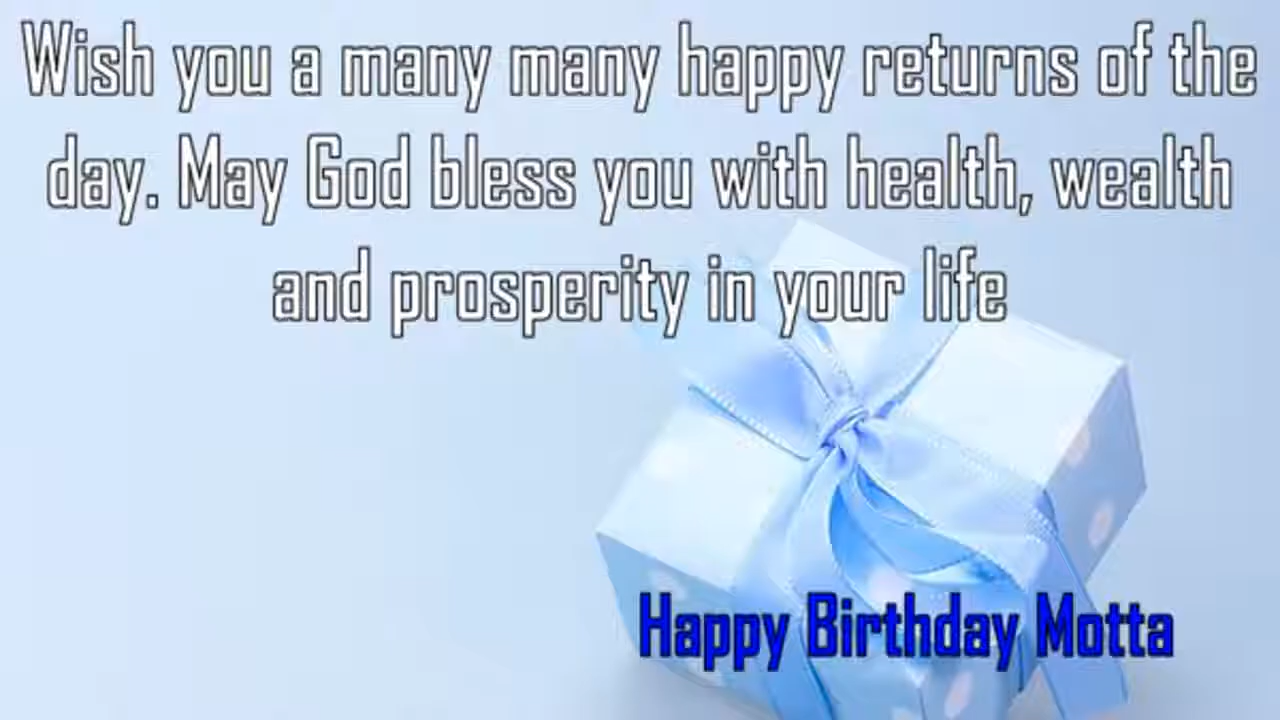 Wish you a many many happy returns of the
day. May God bless you with health, wealth
and prosperity in your life
Happy Birthday Motta